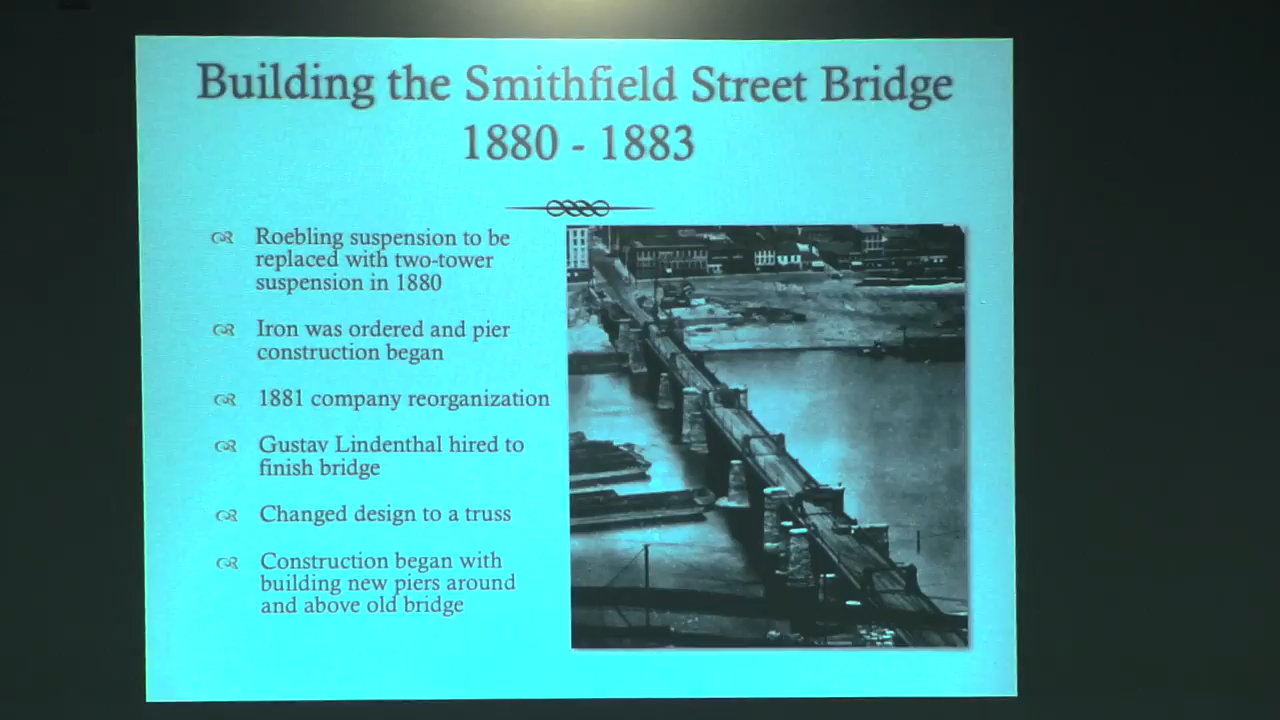 Building the Smithfield Street Bridge
1880 - 1883
Roebling suspension to be
replaced with two-tower
suspension in 1880
Iron was ordered and pier
construction began
1881 company reorganization
Gustav Lindenthal hired to
finish bridge
Changed design to a truss
Construction began with
building new piers around
and above old bridge